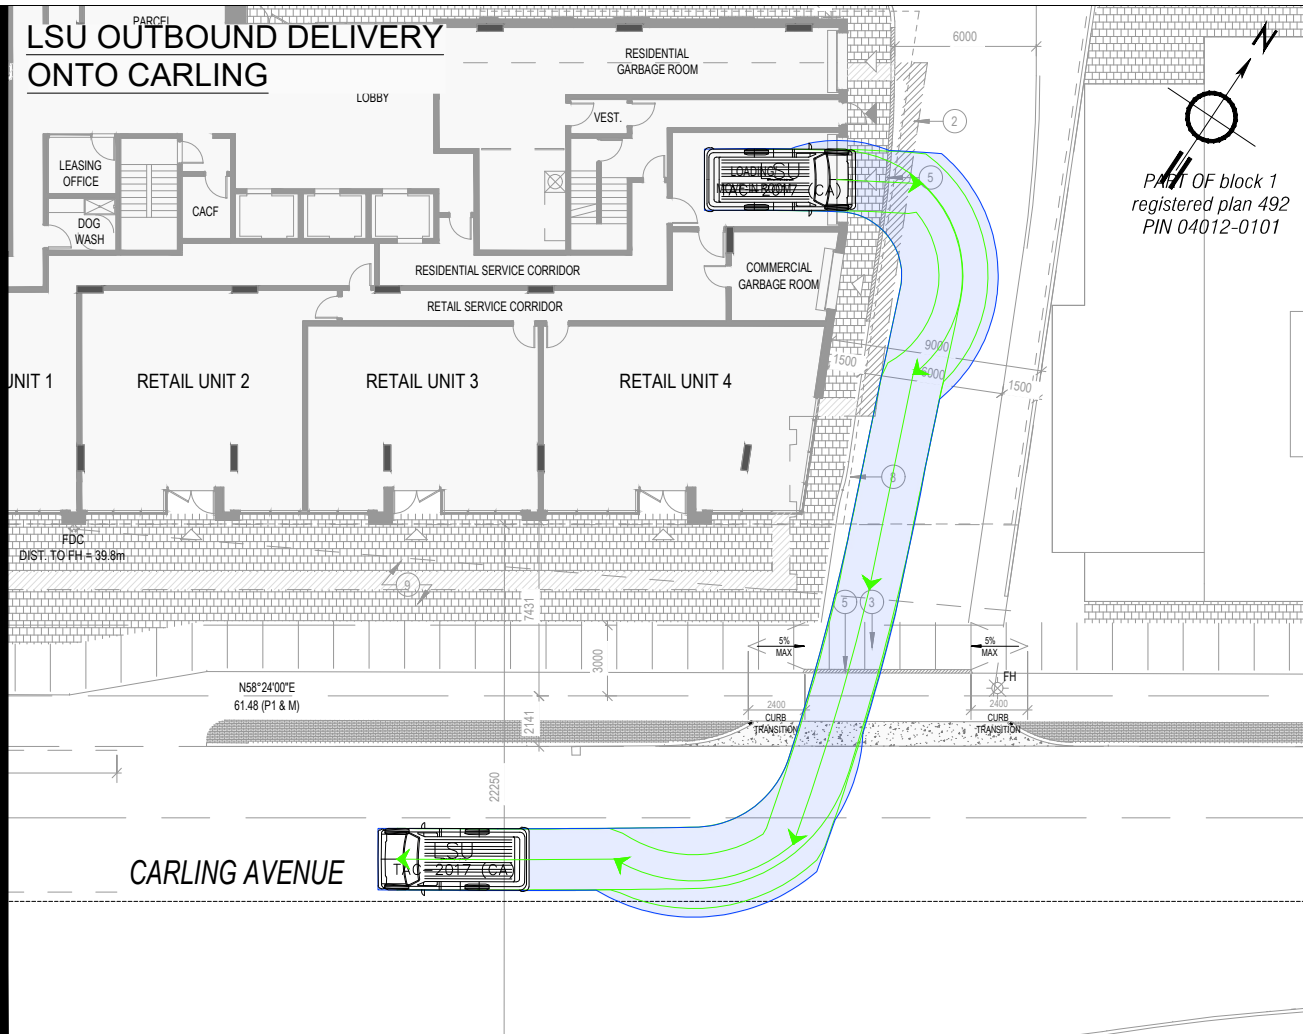 PARCEL
LSU OUTBOUND DELIVERY
ONTO CARLING
LOBBY
RESIDENTIAL
GARBAGE ROOM
6000
N
VEST.
2
LEASING
OFFICE
CACF
DOG
WASH
LOADING
LSU
TAC-2017 (CA)
5
PART OF block 1
registered plan 492
PIN 04012-0101
RESIDENTIAL SERVICE CORRIDOR
COMMERCIAL
GARBAGE ROOM
RETAIL SERVICE CORRIDOR
9000
1500
6000
1500
UNIT 1
RETAIL UNIT 2
RETAIL UNIT 3
RETAIL UNIT 4
8
FDC
DIST. TO FH = 39.8m
9
7431
5
3
5%
MAX
5%
MAX
3000
FH
N58°24'00"E
61.48 (P1 & M)
2400
2400
CURB
TRANSITION
CURB
TRANSITION
2141
22250
LSU
TAC-2017 (CA)
CARLING AVENUE